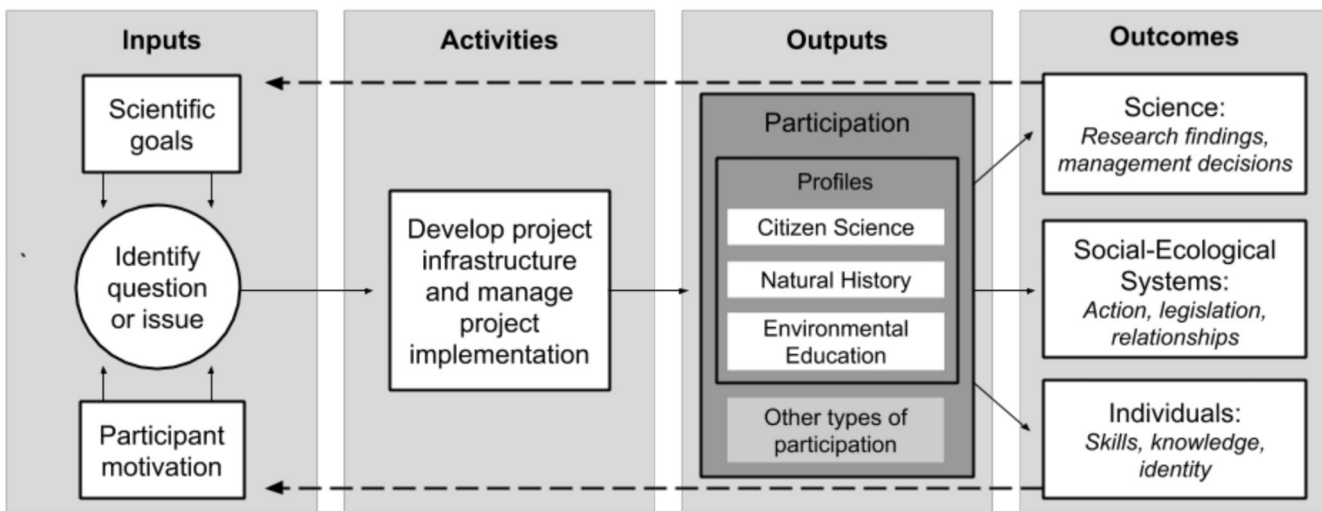 Inputs
Activities
Outputs
Outcomes
Scientific
goals
Identify
question
or issue
Participant
motivation
Develop project
infrastructure
and manage
project
implementation
Participation
Profiles
Citizen Science
Natural History
Environmental
Education
Other types of
participation
Science:
Research findings,
management decisions
Social-Ecological
Systems:
Action, legislation,
relationships
Individuals:
Skills, knowledge,
identity